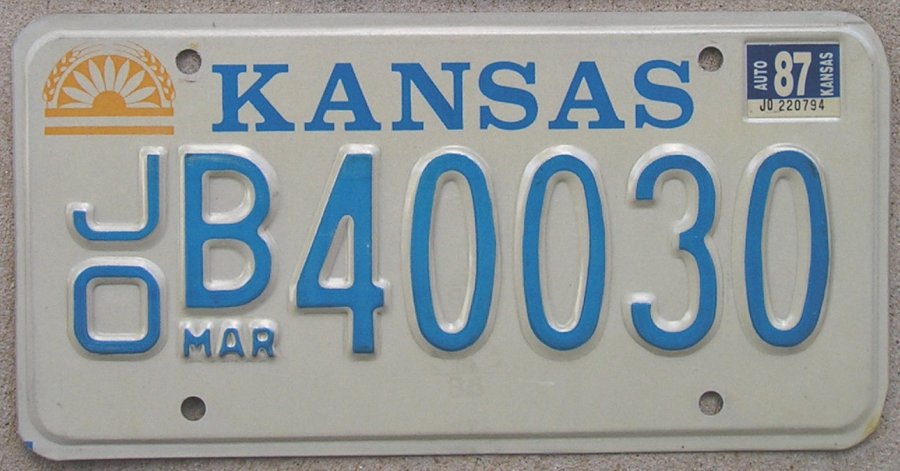 KANSAS
AUTO 87 KANSAS
JO 220794
JO B40030
MAR